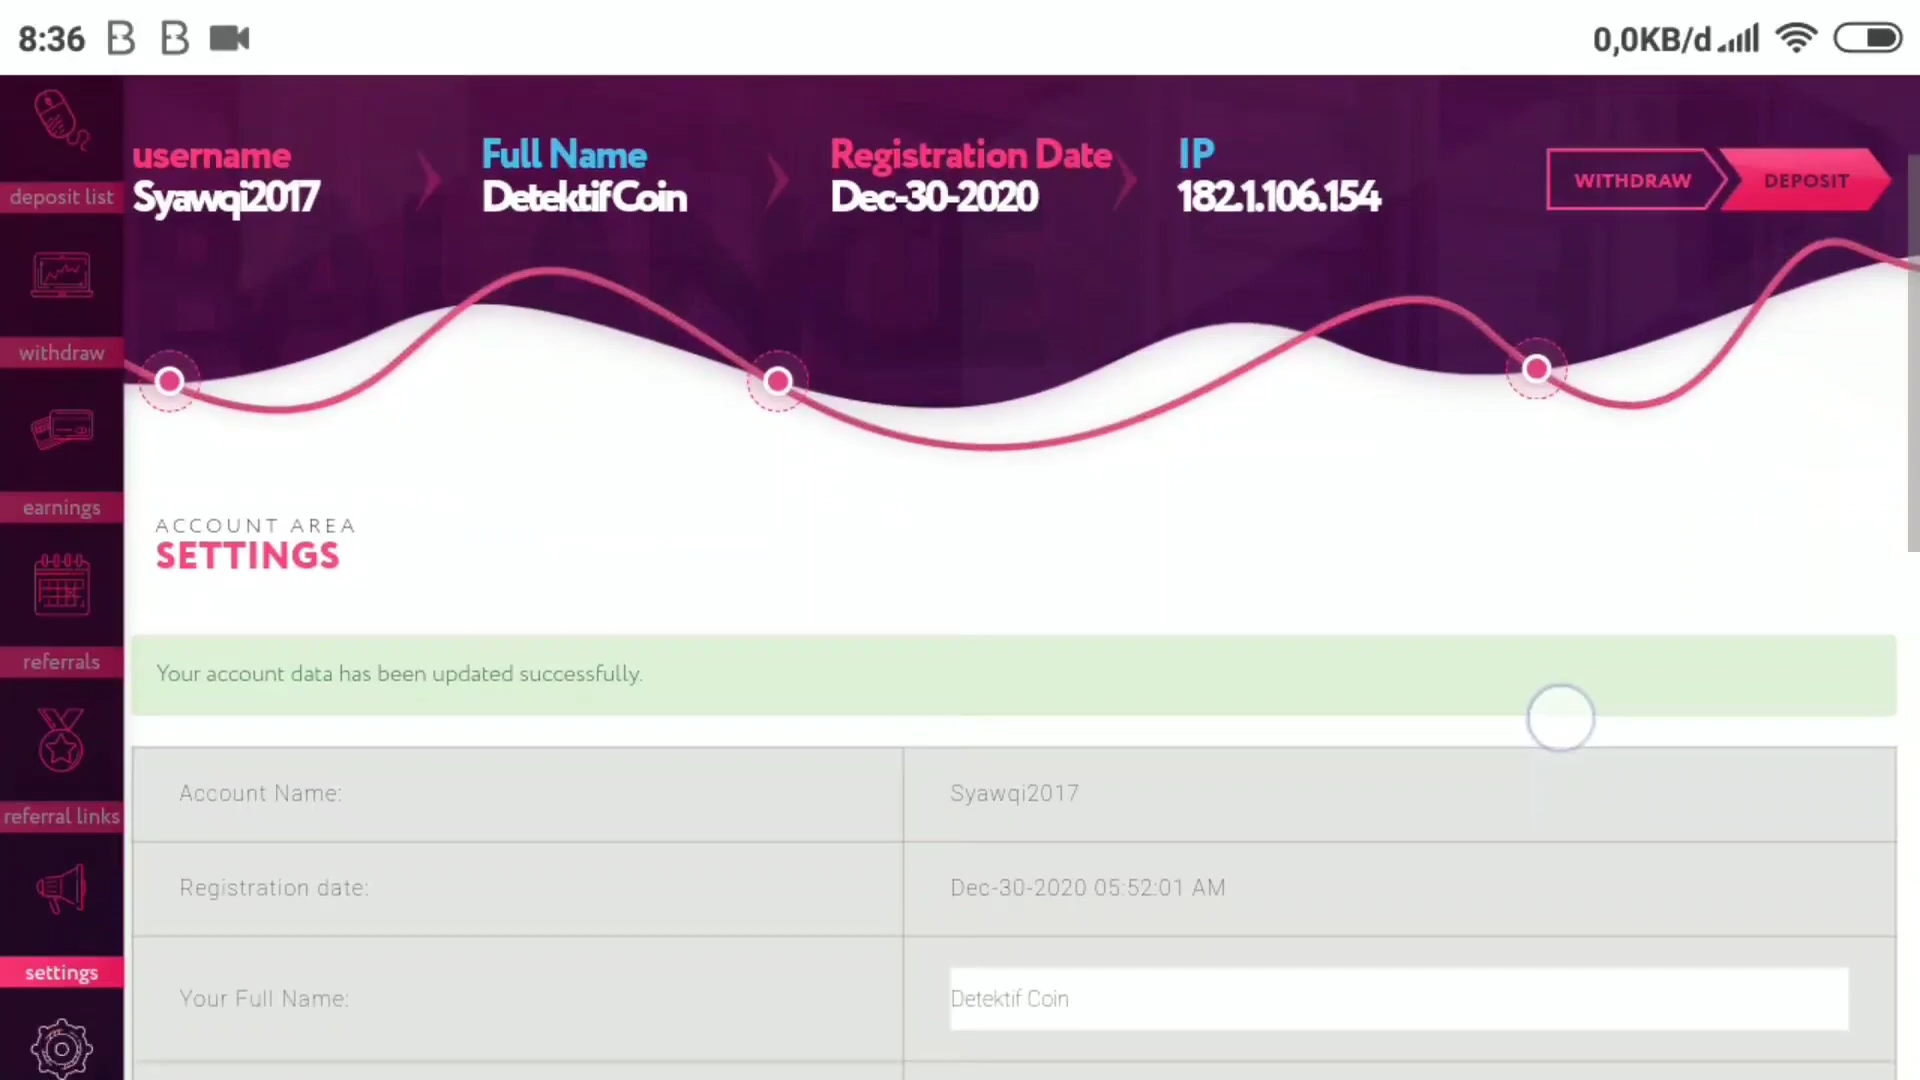 8:36
0,0KB/d
username
Full Name
Registration Date
IP
Syawqi2017
Detektif Coin
Dec-30-2020
182.1.106.154
WITHDRAW
DEPOSIT
deposit list
withdraw
earnings
referrals
referral links
settings
ACCOUNT AREA
SETTINGS
Your account data has been updated successfully.
Account Name:
Syawqi2017
Registration date:
Dec-30-2020 05:52:01 AM
Your Full Name:
Detektif Coin